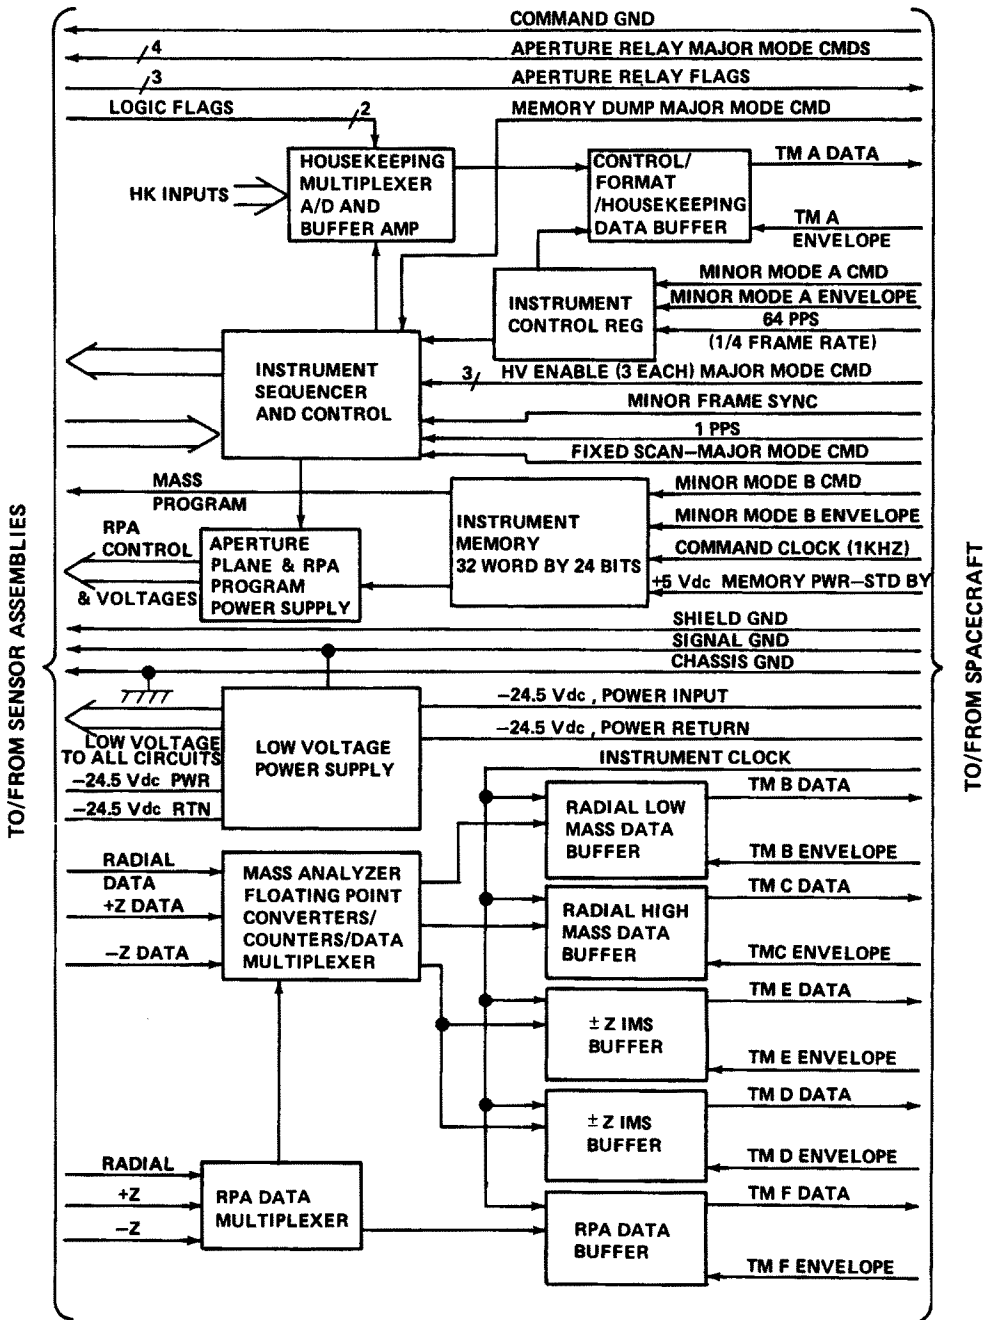 COMMAND GND
4
APERTURE RELAY MAJOR MODE CMDS
3
APERTURE RELAY FLAGS
LOGIC FLAGS
2
MEMORY DUMP MAJOR MODE CMD
HOUSEKEEPING
MULTIPLEXER
A/D AND
BUFFER AMP
HK INPUTS
CONTROL/
FORMAT
/HOUSEKEEPING
DATA BUFFER
TM A DATA
TM A
ENVELOPE
INSTRUMENT
CONTROL REG
MINOR MODE A CMD
MINOR MODE A ENVELOPE
64 PPS
(1/4 FRAME RATE)
INSTRUMENT
SEQUENCER
AND CONTROL
3/
HV ENABLE (3 EACH) MAJOR MODE CMD
MINOR FRAME SYNC
1 PPS
FIXED SCAN–MAJOR MODE CMD
MASS
PROGRAM
INSTRUMENT
MEMORY
32 WORD BY 24 BITS
MINOR MODE B CMD
MINOR MODE B ENVELOPE
COMMAND CLOCK (1KHZ)
+5 Vdc MEMORY PWR–STD BY
RPA
CONTROL
& VOLTAGES
APERTURE
PLANE & RPA
PROGRAM
POWER SUPPLY
SHIELD GND
SIGNAL GND
CHASSIS GND
LOW VOLTAGE
POWER SUPPLY
–24.5 Vdc , POWER INPUT
–24.5 Vdc , POWER RETURN
LOW VOLTAGE
TO ALL CIRCUITS
–24.5 Vdc PWR
–24.5 Vdc RTN
INSTRUMENT CLOCK
RADIAL LOW
MASS DATA
BUFFER
TM B DATA
TM B ENVELOPE
RADIAL
DATA
+Z DATA
–Z DATA
MASS ANALYZER
FLOATING POINT
CONVERTERS/
COUNTERS/DATA
MULTIPLEXER
RADIAL HIGH
MASS DATA
BUFFER
TM C DATA
TMC ENVELOPE
± Z IMS
BUFFER
TM E DATA
TM E ENVELOPE
± Z IMS
BUFFER
TM D DATA
TM D ENVELOPE
RADIAL
+Z
–Z
RPA DATA
MULTIPLEXER
RPA DATA
BUFFER
TM F DATA
TM F ENVELOPE
TO/FROM SENSOR ASSEMBLIES
TO/FROM SPACECRAFT